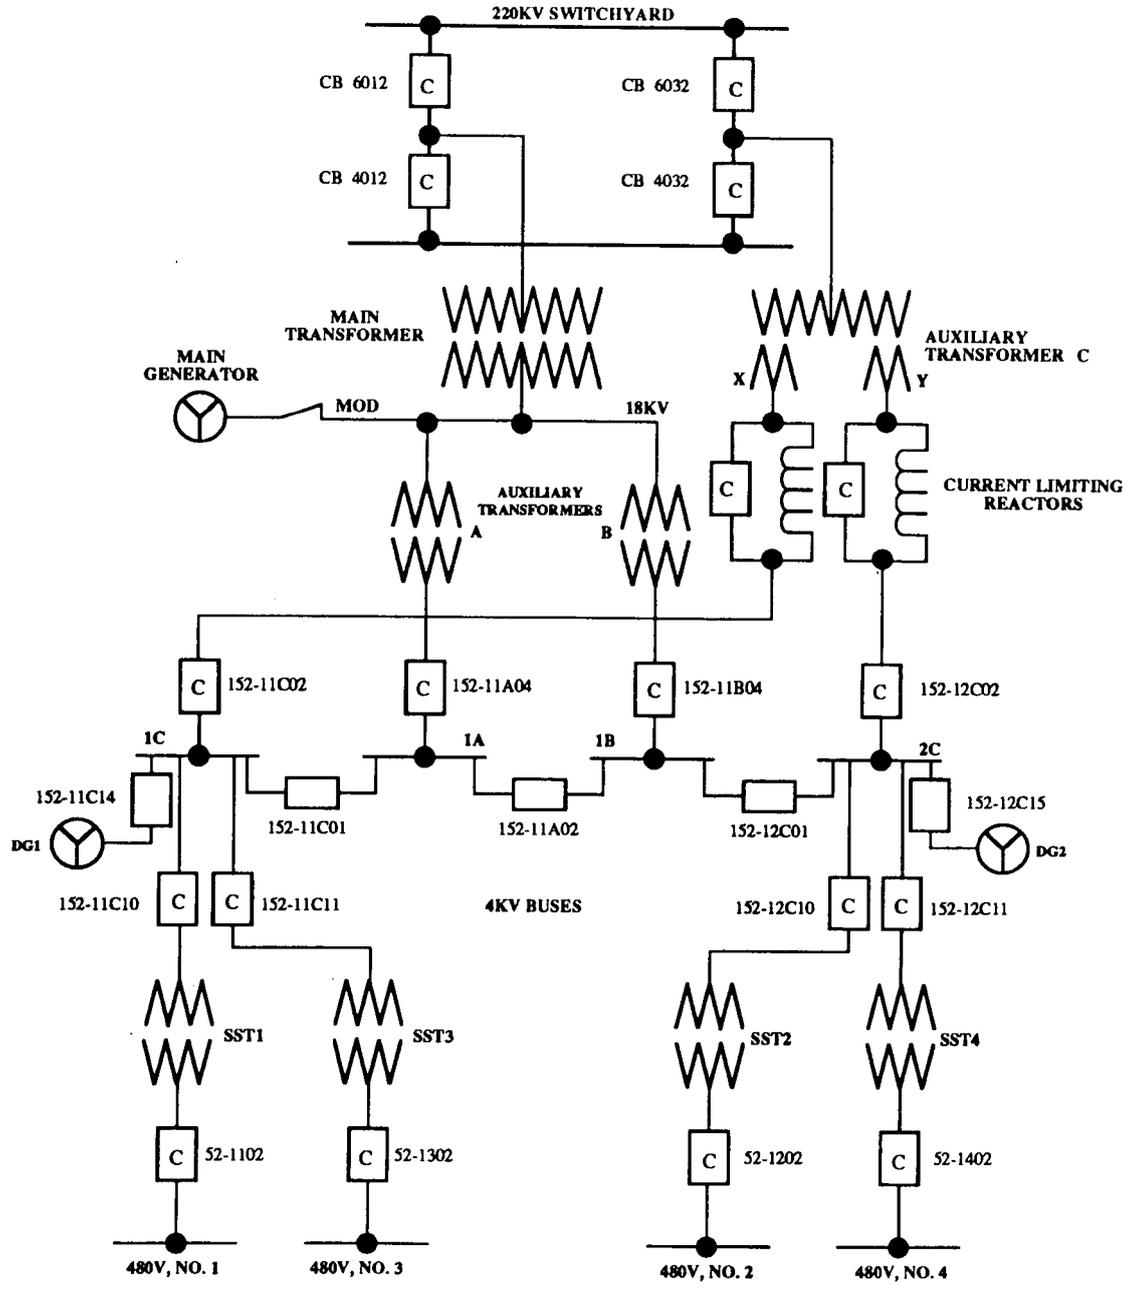 220KV SWITCHYARD
CB 6012
C
CB 6032
C
CB 4012
C
CB 4032
C
MAIN
TRANSFORMER
AUXILIARY
TRANSFORMER C
MAIN
GENERATOR
X
Y
MOD
18KV
AUXILIARY
TRANSFORMERS
A
B
C
C
CURRENT LIMITING
REACTORS
C
152-11C02
C
152-11A04
C
152-11B04
C
152-12C02
1C
1A
1B
2C
152-11C14
152-11C01
152-11A02
152-12C01
152-12C15
DG1
DG2
152-11C10
C
C
152-11C11
4KV BUSES
152-12C10
C
C
152-12C11
SST1
SST3
SST2
SST4
C
52-1102
C
52-1302
C
52-1202
C
52-1402
480V, NO. 1
480V, NO. 3
480V, NO. 2
480V, NO. 4